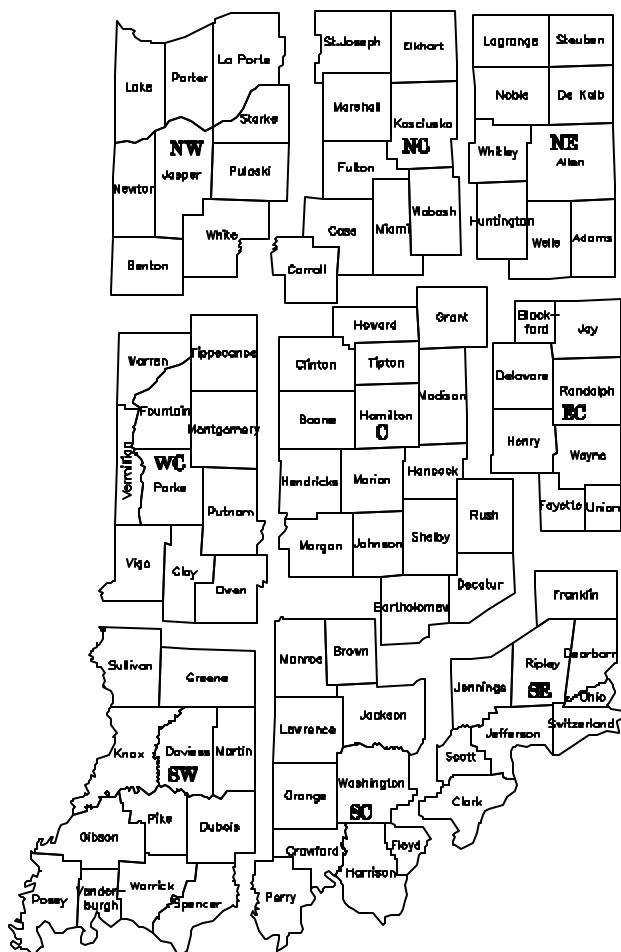 Lake
Porter
La Porte
St.Joseph
Elkhart
Lagrange
Steuben
Starke
Marshall
Kosciusko
Noble
De Kalb
NW
Jasper
Newton
Pulaski
NC
Fulton
Whitley
NE
Allen
White
Benton
Cass
Miami
Wabash
Carroll
Huntington
Wells
Adams
Warren
Tippecanoe
Howard
Grant
Black-
ford
Jay
Clinton
Tipton
Madison
Delaware
Randolph
EC
Fountain
Montgomery
Boone
Hamilton
C
Henry
Wayne
WC
Vermillion
Parke
Putnam
Hendricks
Marion
Hancock
Fayette
Union
Vigo
Clay
Owen
Morgan
Johnson
Shelby
Rush
Bartholomew
Decatur
Franklin
Sullivan
Greene
Monroe
Brown
Jennings
Ripley
SE
Dearborn
Ohio
Knox
Daviess
Martin
SW
Lawrence
Jackson
Jefferson
Switzerland
Scott
Clark
Orange
Washington
SC
Gibson
Pike
Dubois
Crawford
Harrison
Floyd
Posey
Vander-
burgh
Warrick
Spencer
Perry